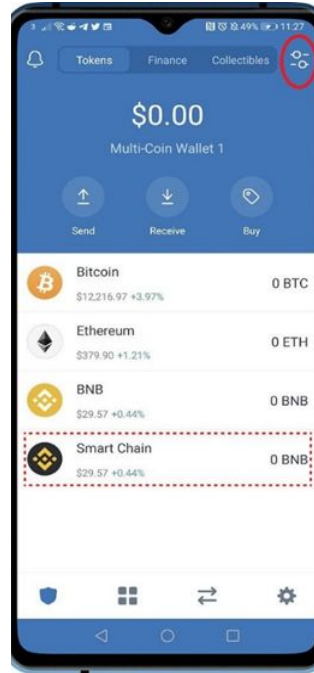 49% 11:27
Tokens Finance Collectibles
$0.00
Multi-Coin Wallet 1
Send Receive Buy
Bitcoin
0 BTC
$12,216.97 +3.97%
Ethereum
0 ETH
$379.90 +1.21%
BNB
0 BNB
$29.57 +0.44%
Smart Chain
0 BNB
$29.57 +0.44%